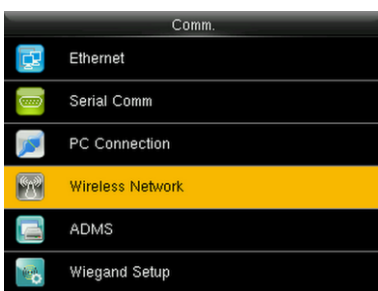 Comm.
Ethernet
Serial Comm
PC Connection
Wireless Network
ADMS
Wiegand Setup